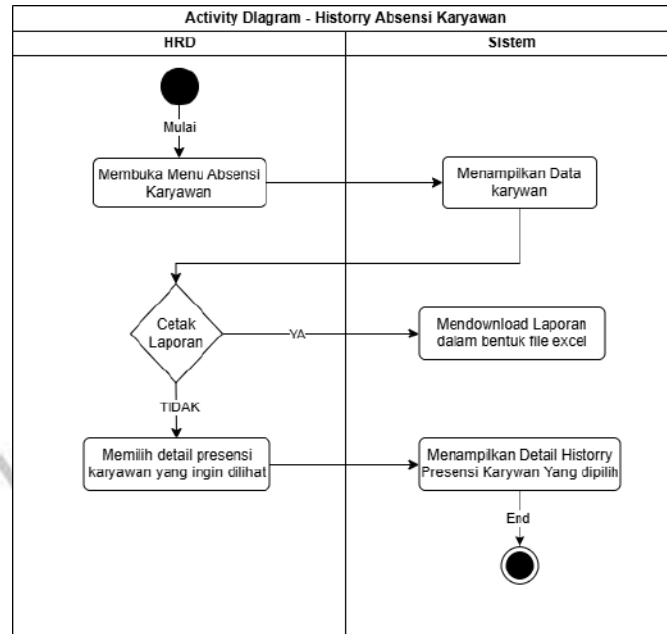 Activity DIagram - Historry Absensi Karyawan
HRD
Sistem
Mulai
Membuka Menu Absensi
Karyawan
Menampilkan Data
karywan
Cetak
Laporan
YA
Mendownload Laporan
dalam bentuk file excel
TIDAK
Memilih detail presensi
karyawan yang ingin dilihat
Menampilkan Detail Historry
Presensi Karywan Yang dipilih
End